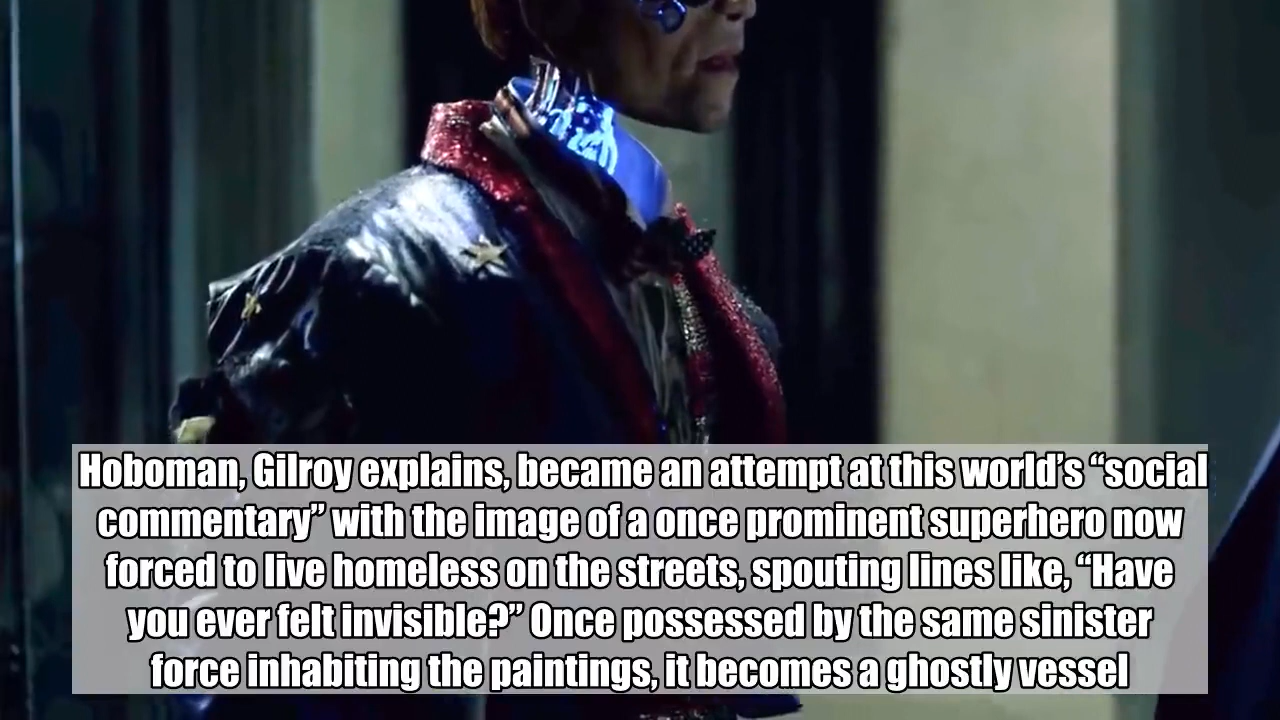 Hoboman, Gilroy explains, became an attempt at this world’s “social
commentary” with the image of a once prominent superhero now
forced to live homeless on the streets, spouting lines like, “Have
you ever felt invisible?” Once possessed by the same sinister
force inhabiting the paintings, it becomes a ghostly vessel